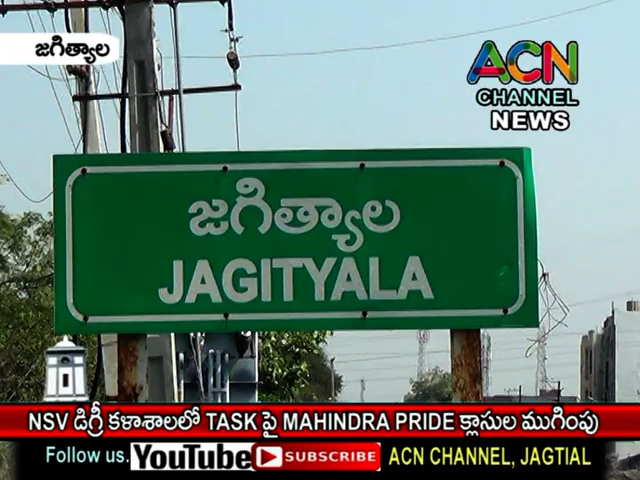 జగిత్యాల
ACN
CHANNEL
NEWS
జగిత్యాల
JAGITYALA
NSV డిగ్రీ కళాశాలలో TASK పై MAHINDRA PRIDE క్లాసుల ముగింపు
Follow us. YouTube SUBSCRIBE ACN CHANNEL, JAGTIAL